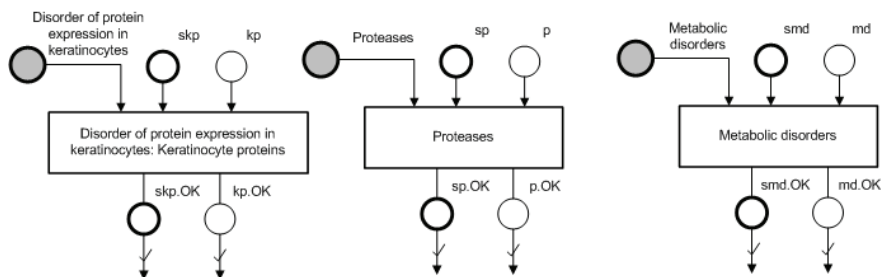 Disorder of protein
expression in
keratinocytes
skp
kp
Disorder of protein expression in
keratinocytes: Keratinocyte proteins
skp.OK
kp.OK
Proteases
sp
p
Proteases
sp.OK
p.OK
Metabolic
disorders
smd
md
Metabolic disorders
smd.OK
md.OK